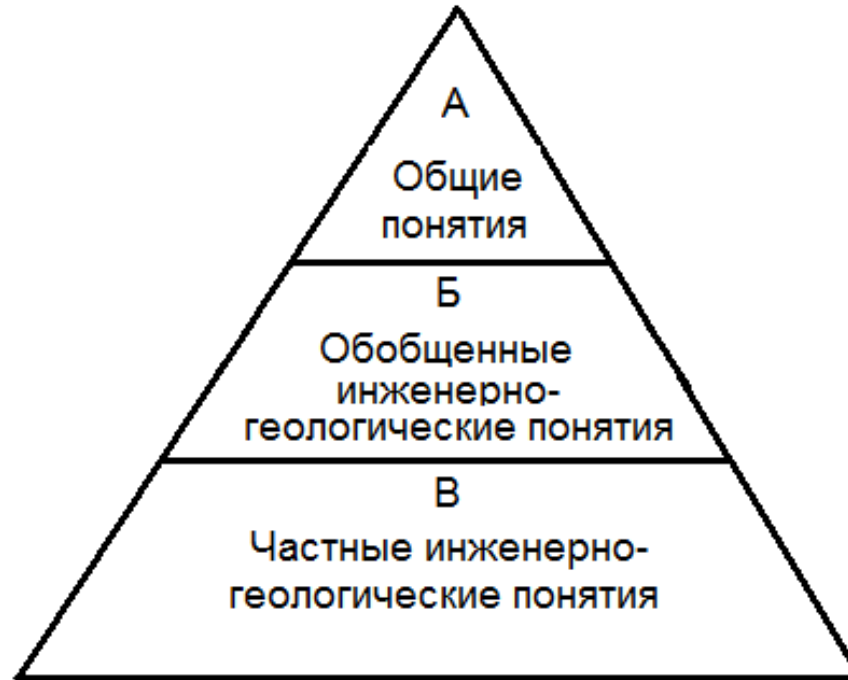 А
Общие
понятия
Б
Обобщенные
инженерно-
геологические понятия
В
Частные инженерно-
геологические понятия